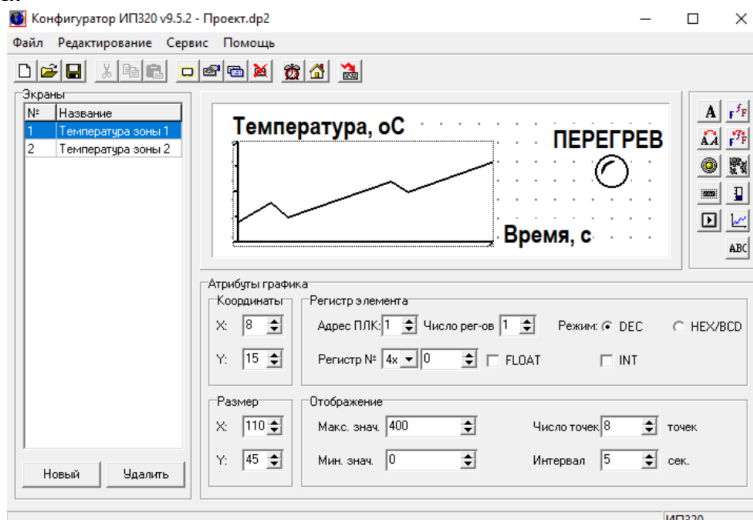 Конфигуратор ИП320 v9.5.2 - Проект.dp2
Файл Редактирование Сервис Помощь
Экраны
№ Название
1 Температура зоны 1
2 Температура зоны 2
Температура, оС
ПЕРЕГРЕВ
Время, с
A
ABC
Атрибуты графика
Координаты
X: 8
Y: 15
Регистр элемента
Адрес ПЛК: 1 Число рег-ов 1 Режим: DEC HEX/BCD
Регистр № 4x 0 FLOAT INT
Размер
X: 110
Y: 45
Отображение
Макс. знач. 400 Число точек 8 точек
Мин. знач. 0 Интервал 5 сек.
Новый Удалить